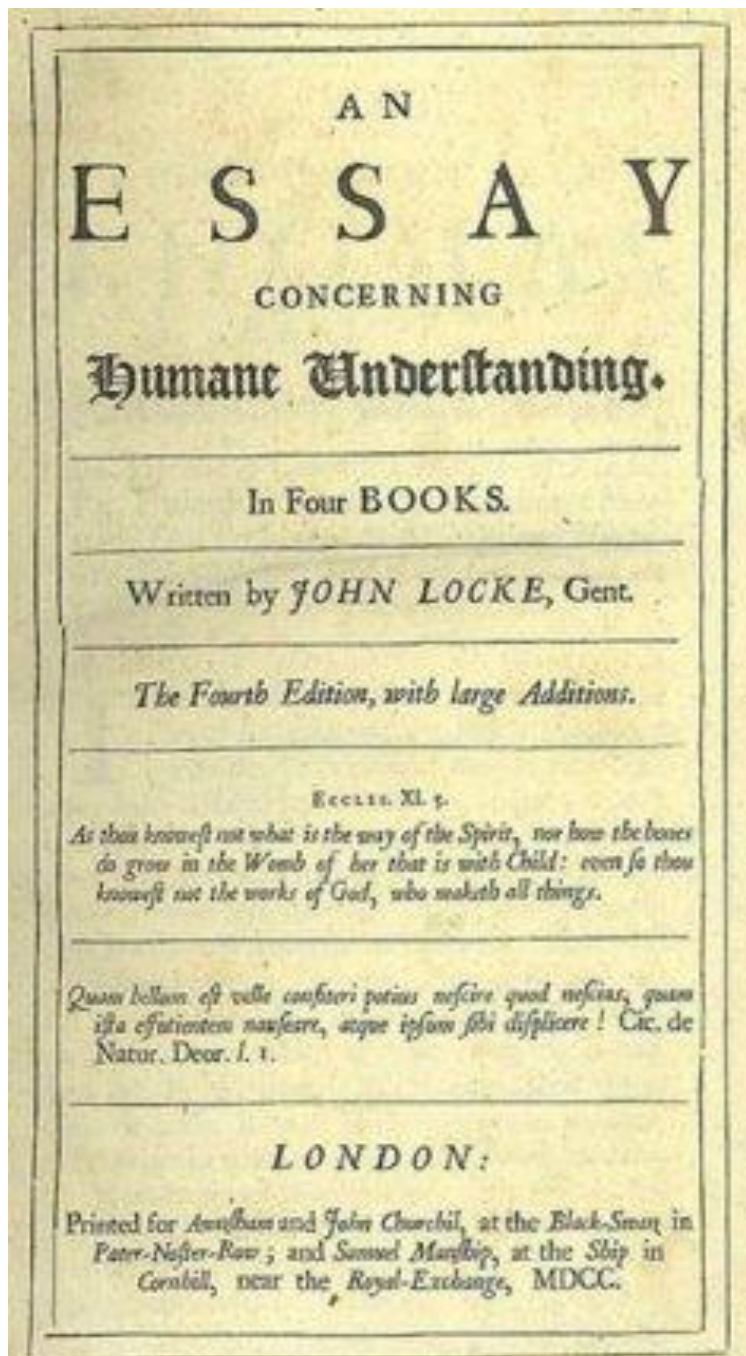 AN
ESSAY
CONCERNING
Humane Underſtanding.
In Four BOOKS.
Written by JOHN LOCKE, Gent.
The Fourth Edition, with large Additions.
ECCLES. XI. 5.
As thou knoweſt not what is the way of the Spirit, nor how the bones
do grow in the Womb of her that is with Child: even ſo thou
knoweſt not the works of God, who maketh all things.
Quam bellum eſt velle confiteri potius neſcire quod neſcias, quam
iſta effutientem nauſeare, atque ipſum ſibi diſplicere! Cic. de
Natur. Deor. l. 1.
LONDON:
Printed for Awnſham and John Churchil, at the Black-Swan in
Pater-Noſter-Row; and Samuel Manſhip, at the Ship in
Cornhill, near the Royal-Exchange, MDCC.